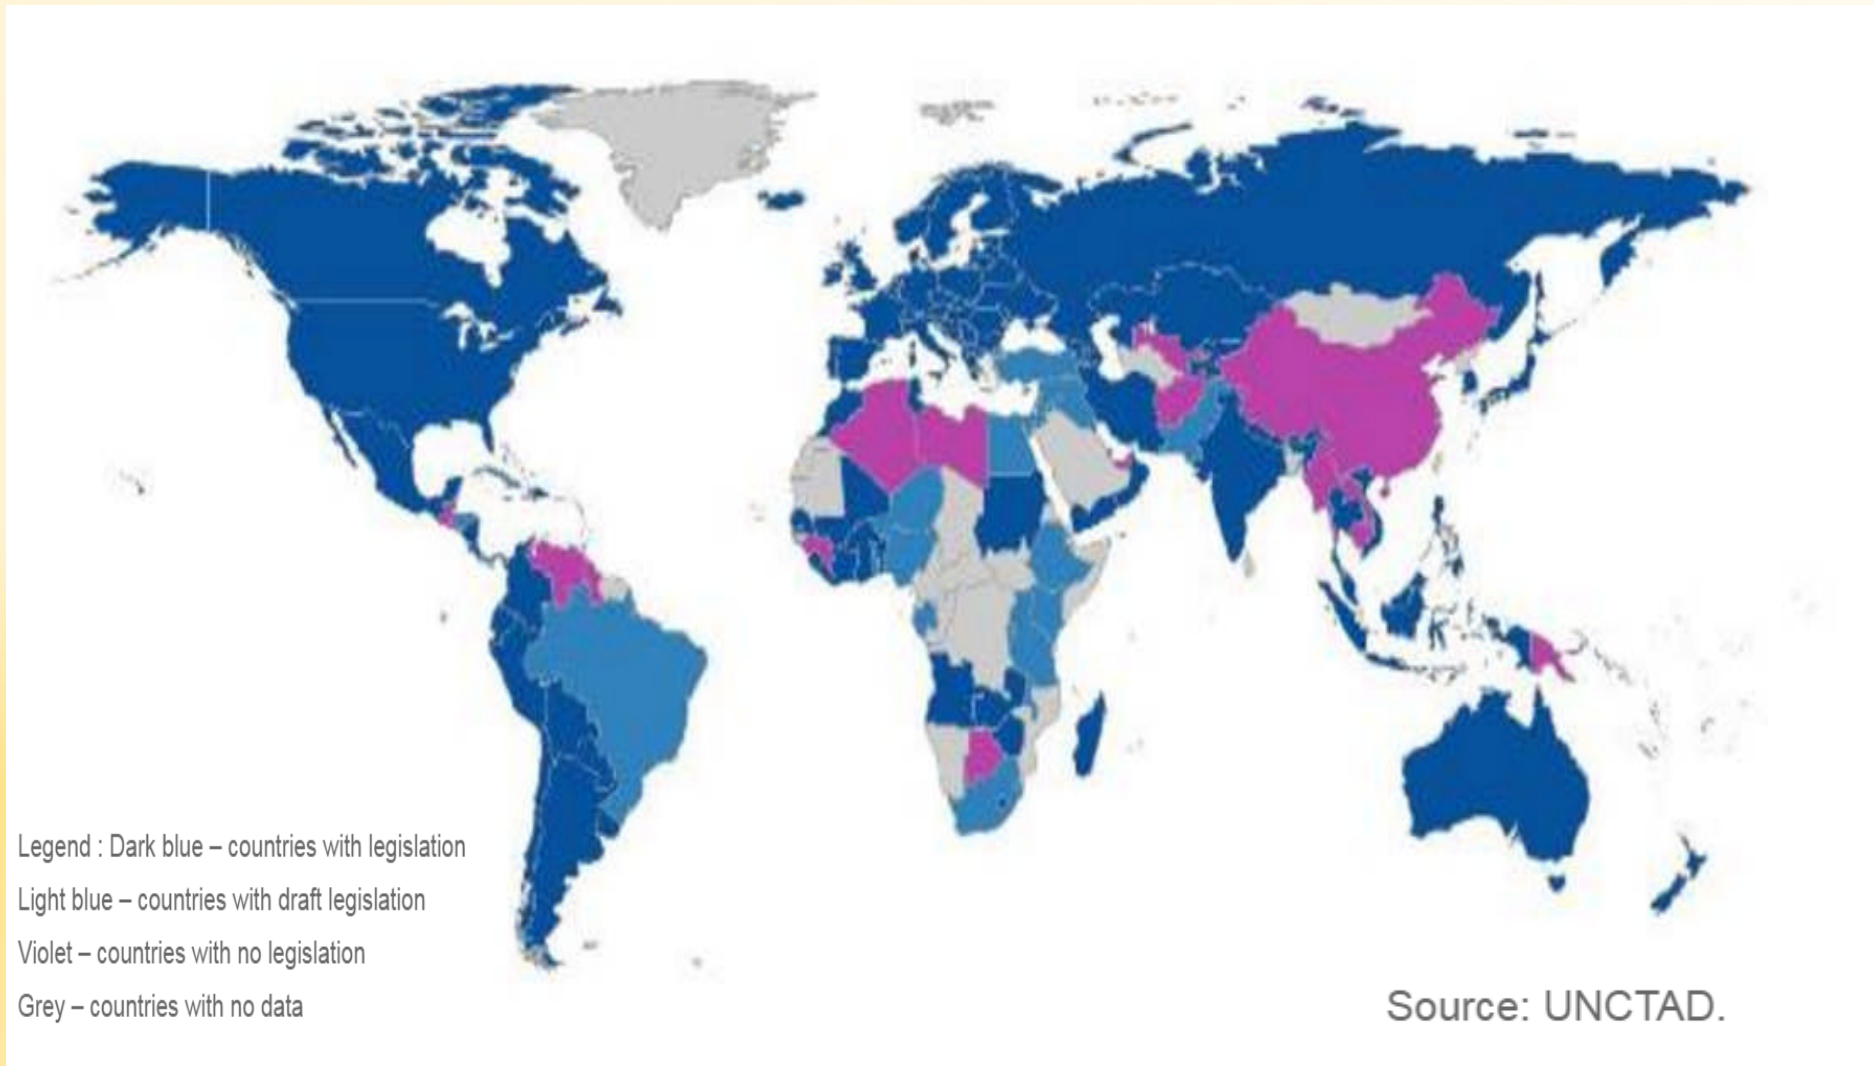 Legend : Dark blue – countries with legislation
Light blue – countries with draft legislation
Violet – countries with no legislation
Grey – countries with no data
Source: UNCTAD.